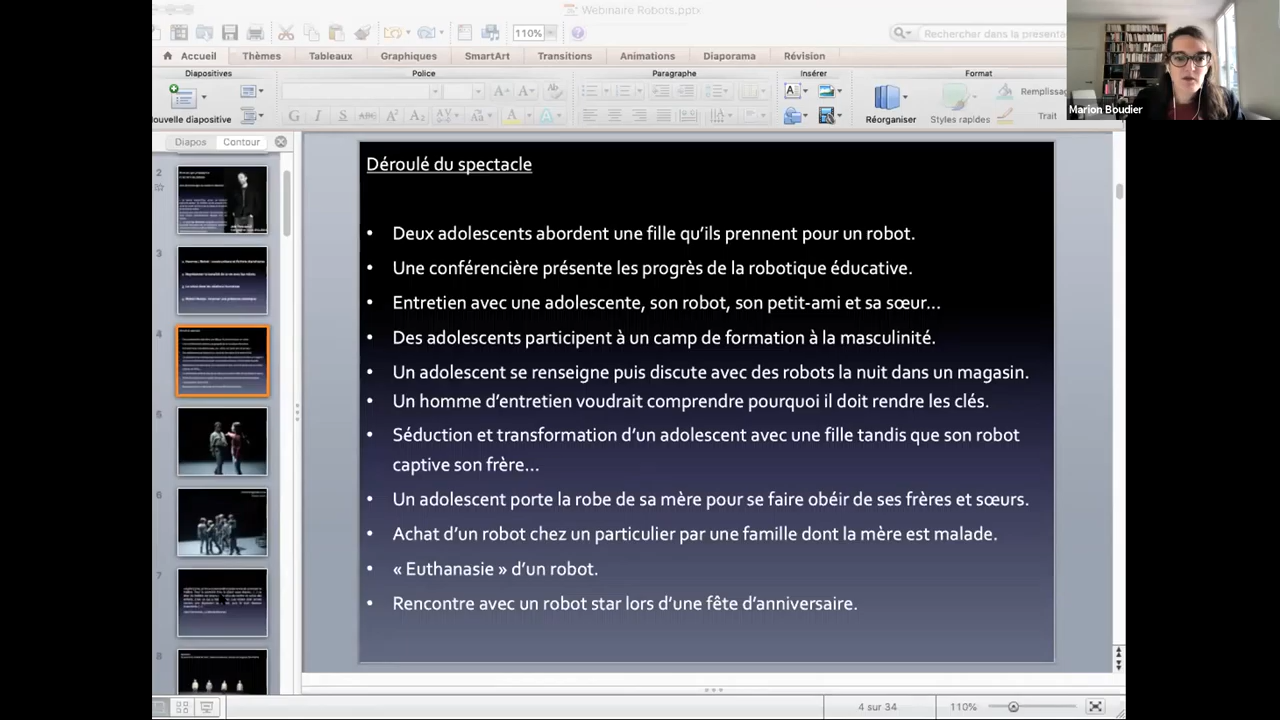 Webinaire Robots.pptx
110%
Rechercher dans la présenta
Accueil Thèmes Tableaux Graphiques SmartArt Transitions Animations Diaporama Révision
Diapositives Police Paragraphe Insérer Format
Nouvelle diapositive
G I S
Réorganiser Styles rapides
Remplissag
Trait
Marion Boudier
Diapos Contour
2
3
4
5
6
7
8
Déroulé du spectacle
• Deux adolescents abordent une fille qu’ils prennent pour un robot.
• Une conférencière présente les progrès de la robotique éducative.
• Entretien avec une adolescente, son robot, son petit-ami et sa sœur…
• Des adolescents participent à un camp de formation à la masculinité.
• Un adolescent se renseigne puis discute avec des robots la nuit dans un magasin.
• Un homme d’entretien voudrait comprendre pourquoi il doit rendre les clés.
• Séduction et transformation d’un adolescent avec une fille tandis que son robot
captive son frère…
• Un adolescent porte la robe de sa mère pour se faire obéir de ses frères et sœurs.
• Achat d’un robot chez un particulier par une famille dont la mère est malade.
• « Euthanasie » d’un robot.
• Rencontre avec un robot star lors d’une fête d’anniversaire.
4 sur 34
110%